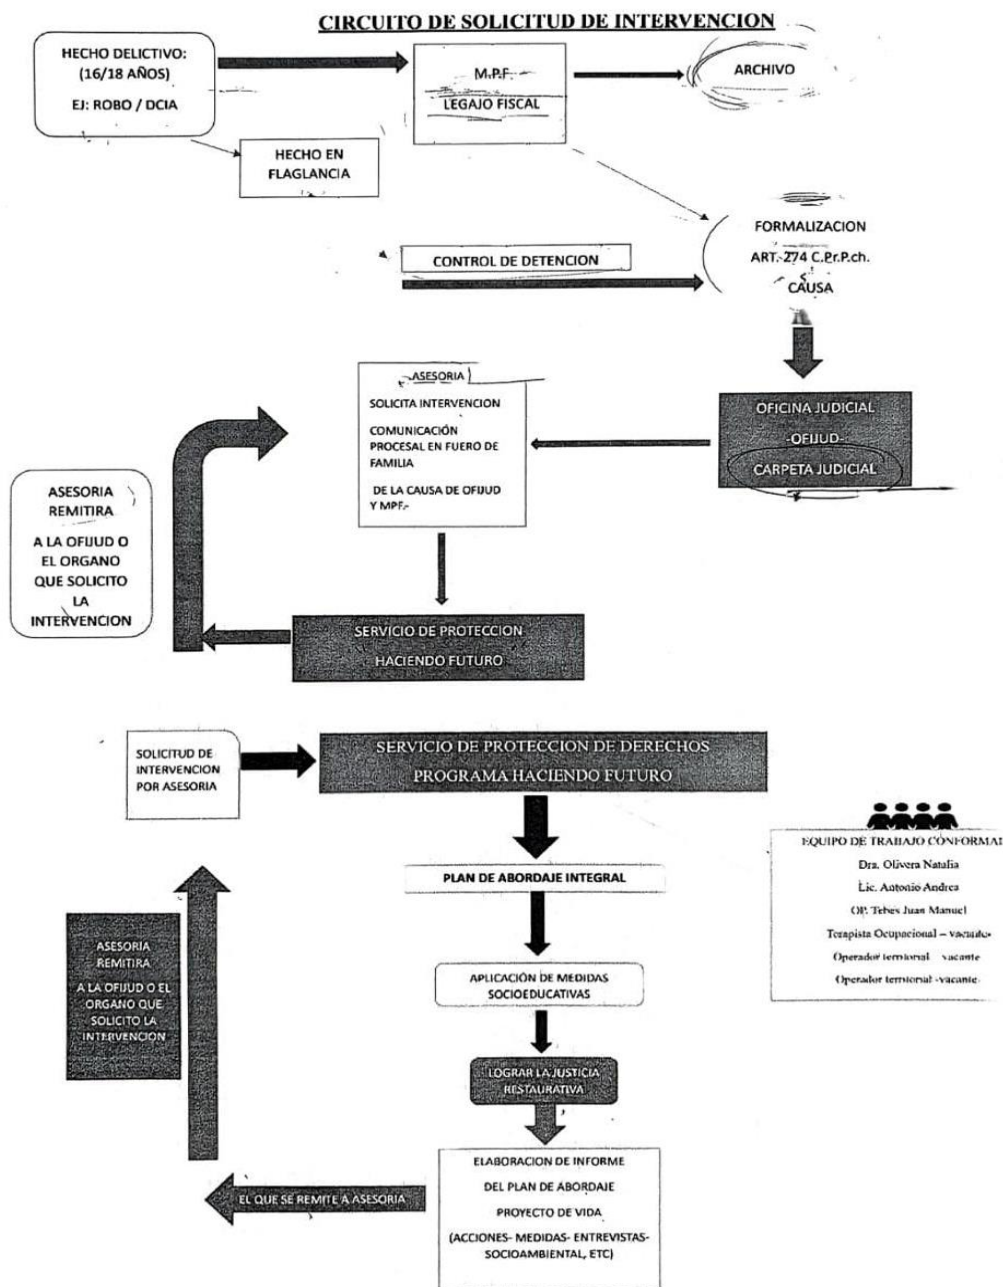 CIRCUITO DE SOLICITUD DE INTERVENCION
HECHO DELICTIVO:
(16/18 AÑOS)
EJ: ROBO / DCIA
M.P.F.
LEGAJO FISCAL
ARCHIVO
HECHO EN
FLAGLANCIA
FORMALIZACION
ART. 274 C.Pr.P.ch.
CAUSA
CONTROL DE DETENCION
ASESORIA
SOLICITA INTERVENCION
COMUNICACIÓN
PROCESAL EN FUERO DE
FAMILIA
DE LA CAUSA DE OFIJUD
Y MPF.-
OFICINA JUDICIAL
-OFIJUD-
CARPETA JUDICIAL
ASESORIA
REMITIRA
A LA OFIJUD O
EL ORGANO
QUE SOLICITO
LA
INTERVENCION
SERVICIO DE PROTECCION
HACIENDO FUTURO
SOLICITUD DE
INTERVENCION
POR ASESORIA
SERVICIO DE PROTECCION DE DERECHOS
PROGRAMA HACIENDO FUTURO
EQUIPO DE TRABAJO CONFORMA
Dra. Olivera Natalia
Lic. Antonio Andrea
OP. Tebes Juan Manuel
Terapista Ocupacional – vacante-
Operador territorial – vacante
Operador territorial -vacante-
PLAN DE ABORDAJE INTEGRAL
APLICACIÓN DE MEDIDAS
SOCIOEDUCATIVAS
LOGRAR LA JUSTICIA
RESTAURATIVA
ASESORIA
REMITIRA
A LA OFIJUD O EL
ORGANO QUE
SOLICITO LA
INTERVENCION
ELABORACION DE INFORME
DEL PLAN DE ABORDAJE
PROYECTO DE VIDA
(ACCIONES- MEDIDAS- ENTREVISTAS-
SOCIOAMBIENTAL, ETC)
EL QUE SE REMITE A ASESORIA